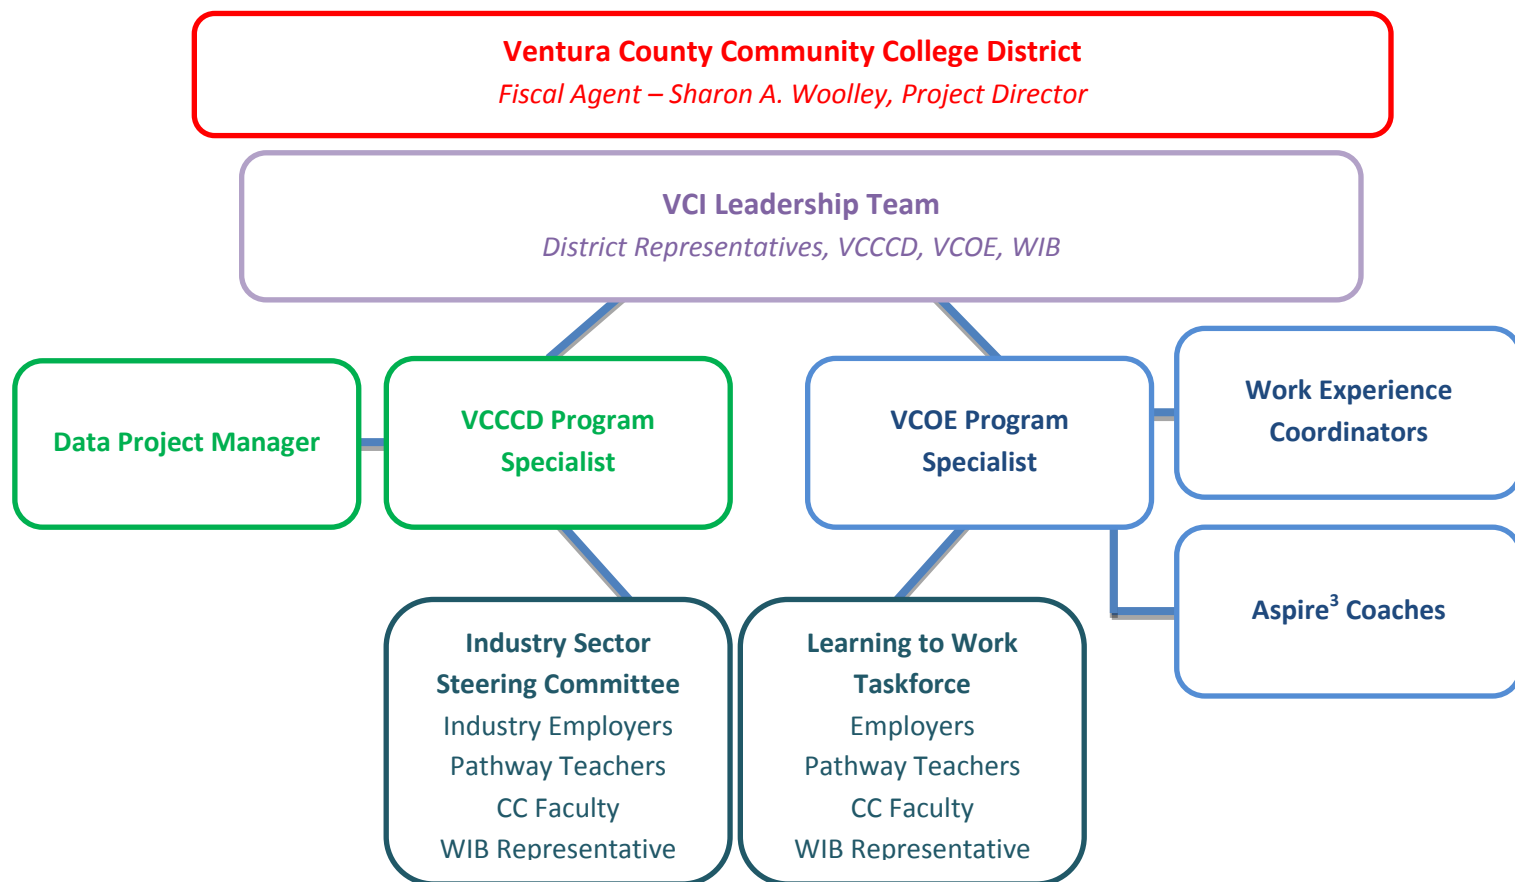 Ventura County Community College District
Fiscal Agent – Sharon A. Woolley, Project Director
VCI Leadership Team
District Representatives, VCCCD, VCOE, WIB
Data Project Manager
VCCCD Program
Specialist
VCOE Program
Specialist
Work Experience
Coordinators
Aspire³ Coaches
Industry Sector
Steering Committee
Industry Employers
Pathway Teachers
CC Faculty
WIB Representative
Learning to Work
Taskforce
Employers
Pathway Teachers
CC Faculty
WIB Representative